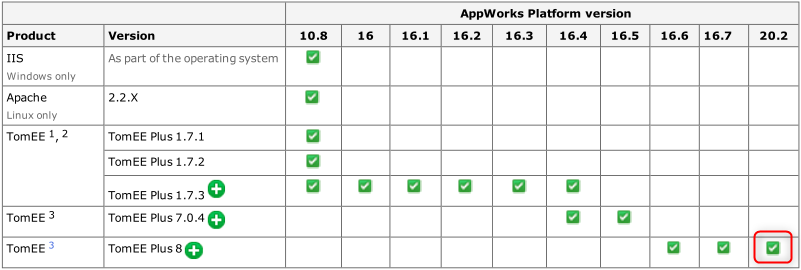 AppWorks Platform version
Product Version 10.8 16 16.1 16.2 16.3 16.4 16.5 16.6 16.7 20.2
IIS As part of the operating system
Windows only
Apache 2.2.X
Linux only
TomEE 1, 2 TomEE Plus 1.7.1
TomEE Plus 1.7.2
TomEE Plus 1.7.3
TomEE 3 TomEE Plus 7.0.4
TomEE 3 TomEE Plus 8